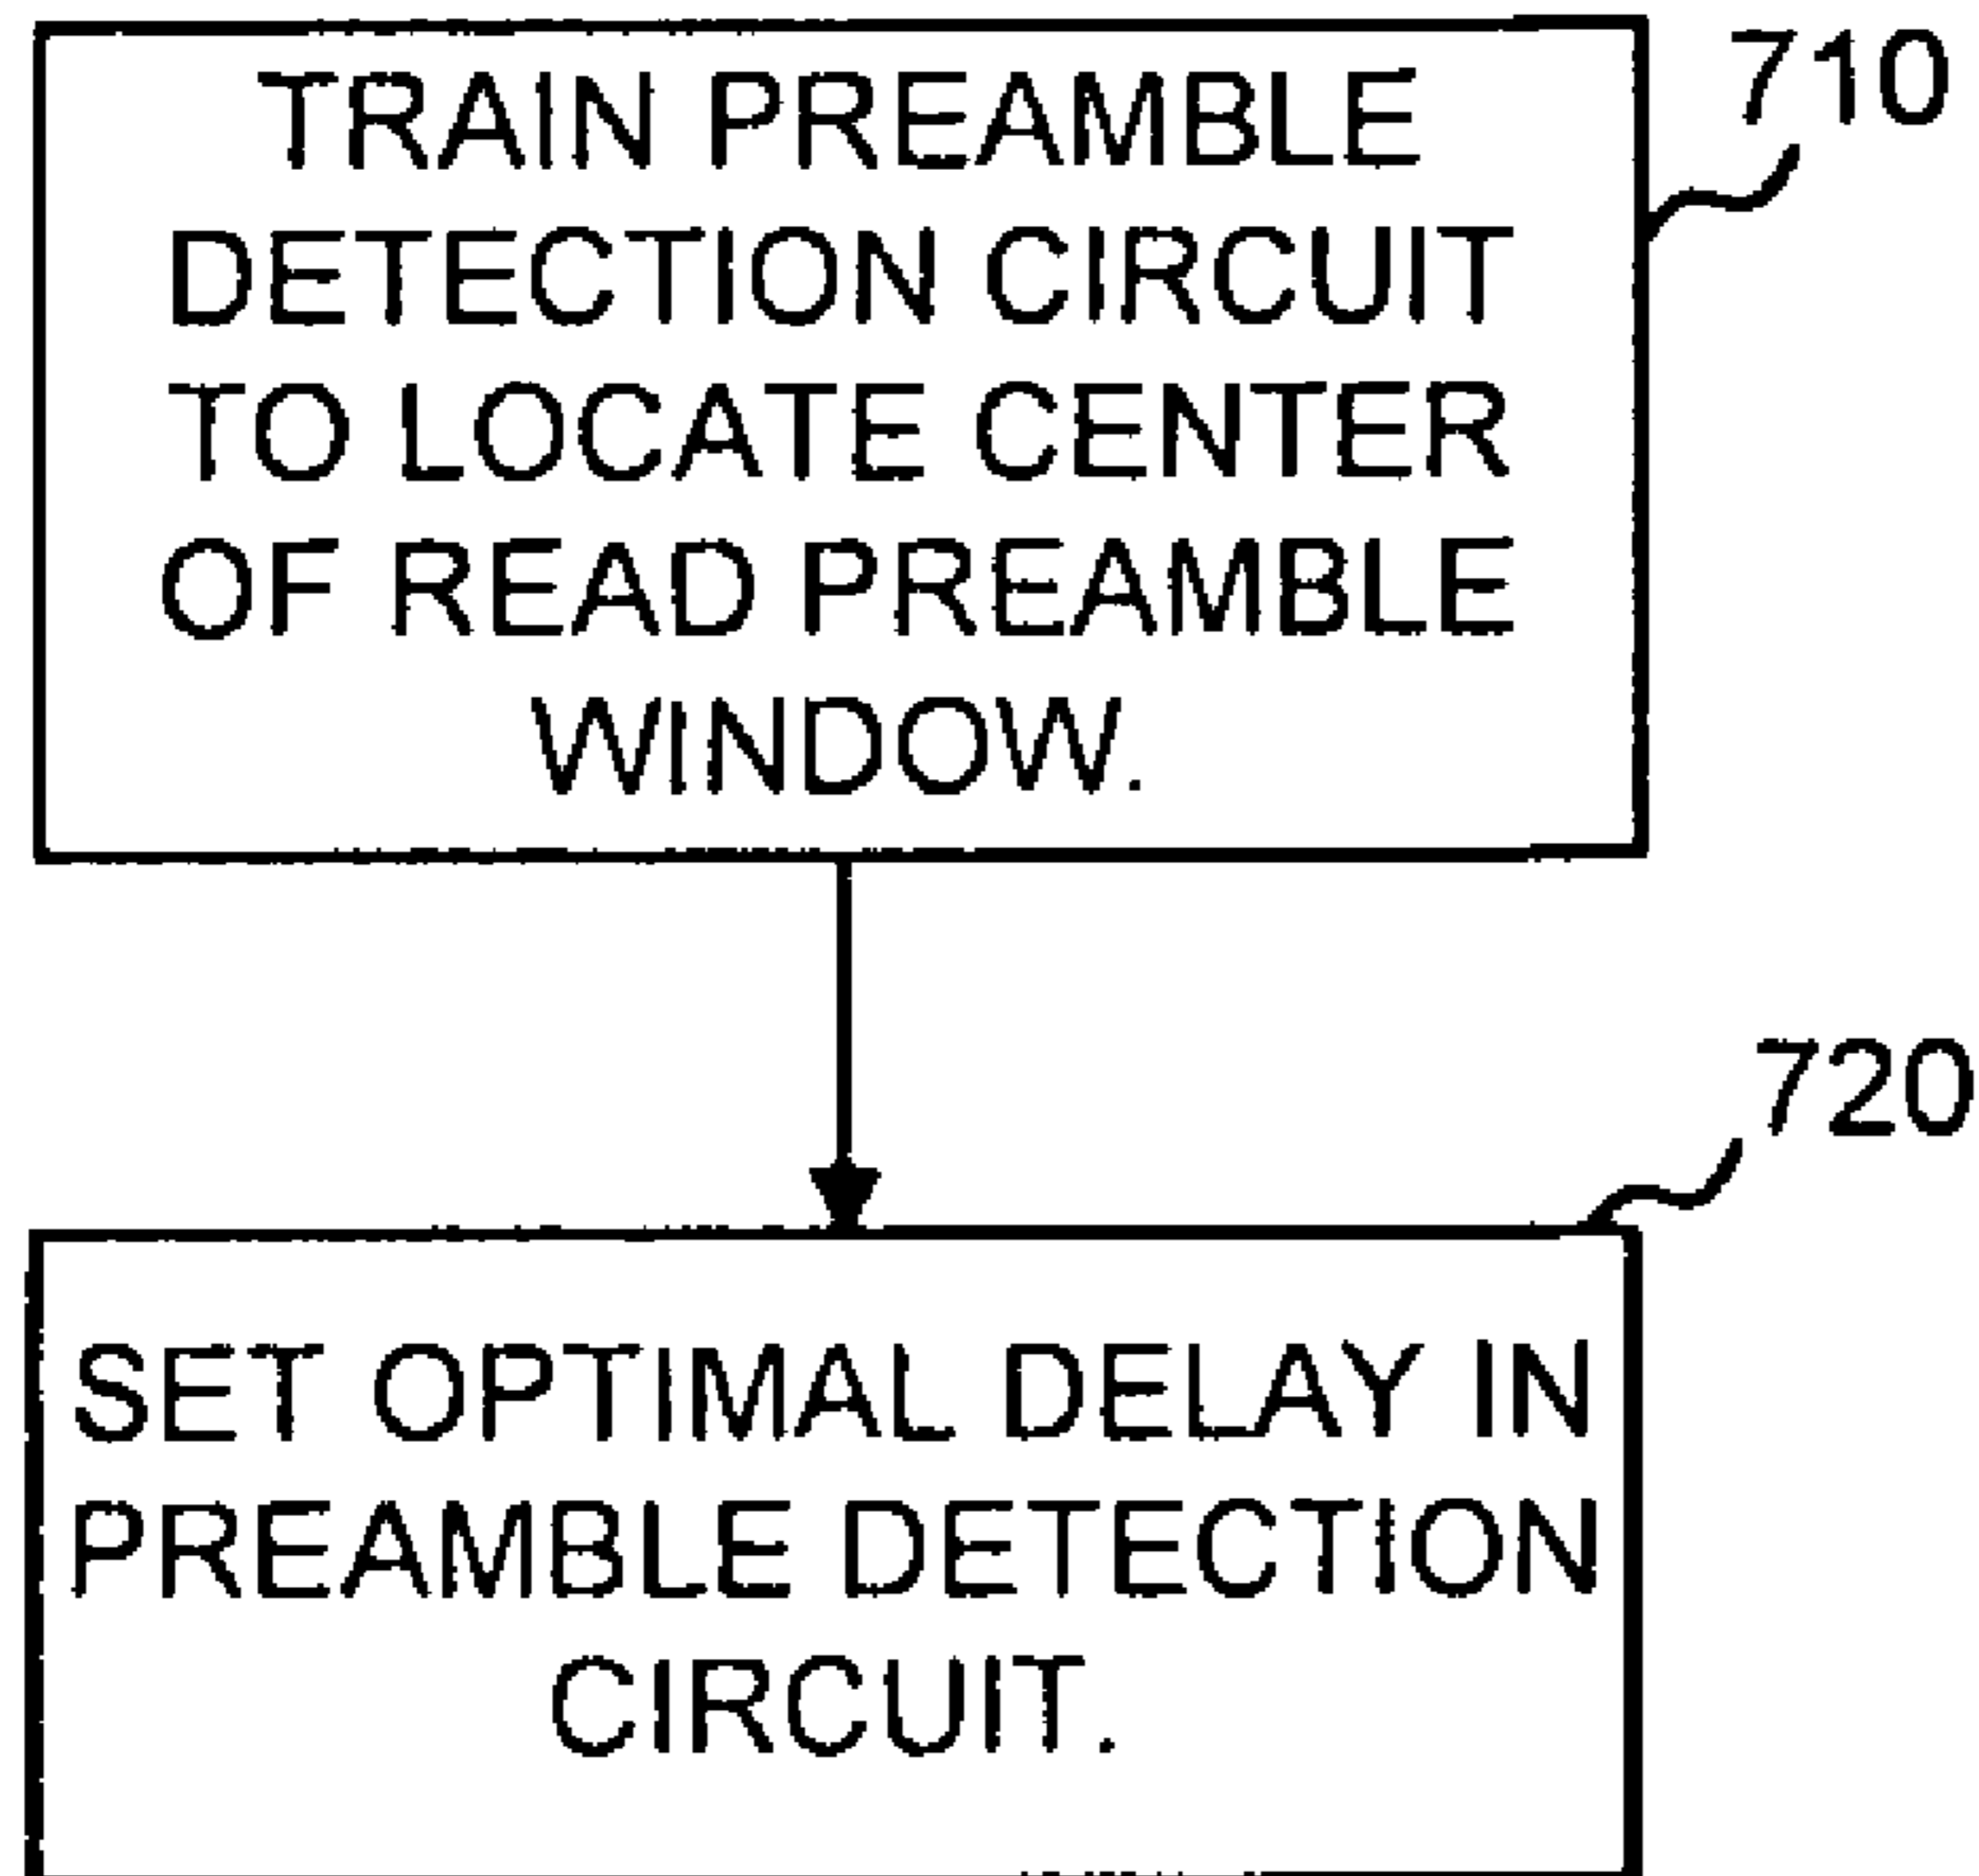 TRAIN PREAMBLE
DETECTION CIRCUIT
TO LOCATE CENTER
OF READ PREAMBLE
WINDOW.
710
720
SET OPTIMAL DELAY IN
PREAMBLE DETECTION
CIRCUIT.